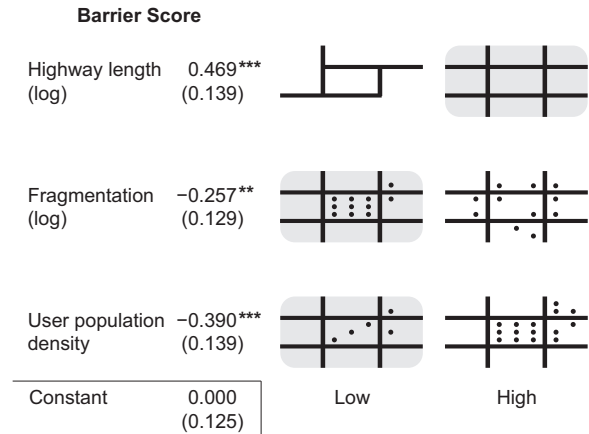 Barrier Score
Highway length 0.469***
(log) (0.139)
Fragmentation −0.257**
(log) (0.129)
User population −0.390***
density (0.139)
Constant 0.000 Low High
(0.125)